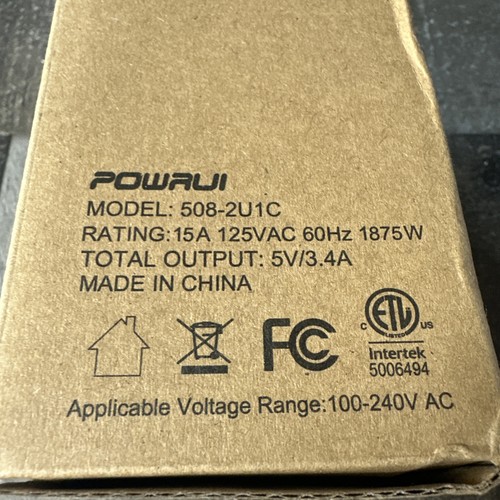 POWRUI
MODEL: 508-2U1C
RATING:15A 125VAC 60Hz 1875W
TOTAL OUTPUT: 5V/3.4A
MADE IN CHINA
FC
C ETL US
LISTED
Intertek
5006494
Applicable Voltage Range:100-240V AC